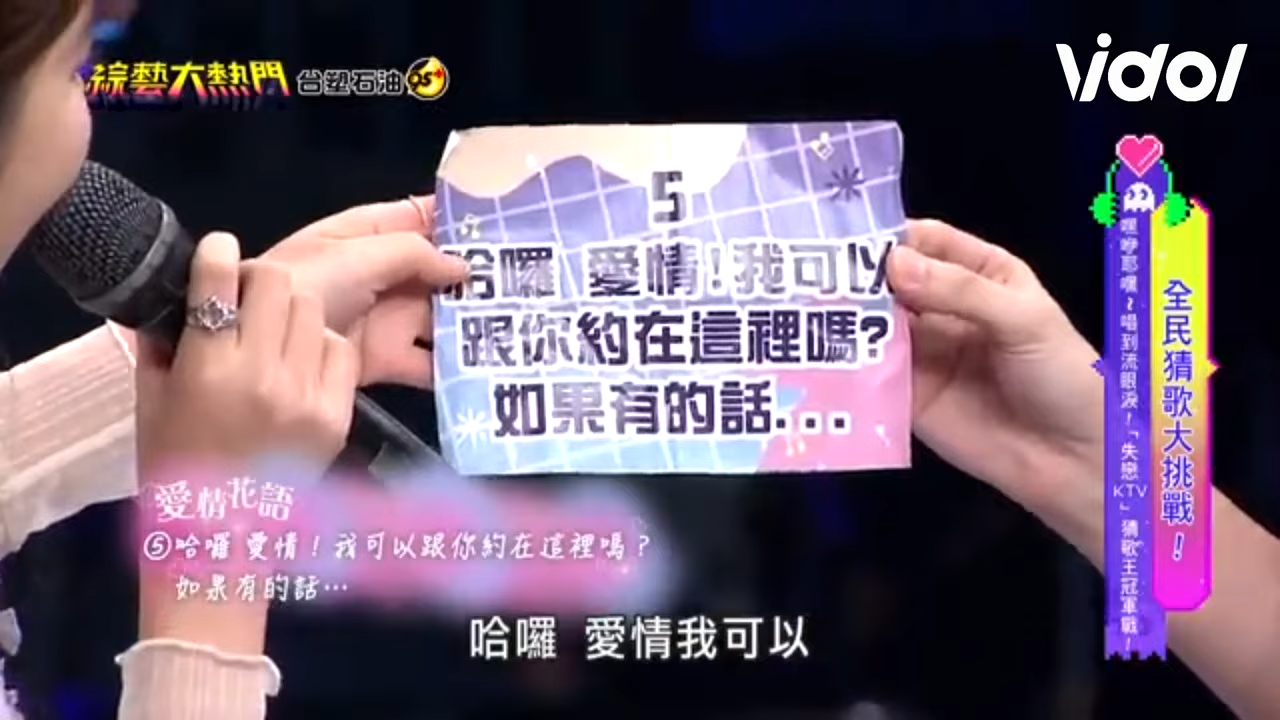 綜藝大熱門 台塑石油 95+
vidol
5
哈囉 愛情!我可以
跟你約在這裡嗎?
如果有的話...
全民猜歌大挑戰!
嘿咿耶嘿~唱到流眼淚!「失戀KTV」猜歌王冠軍戰!
愛情花語
⑤哈囉 愛情!我可以跟你約在這裡嗎?
如果有的話…
哈囉 愛情我可以